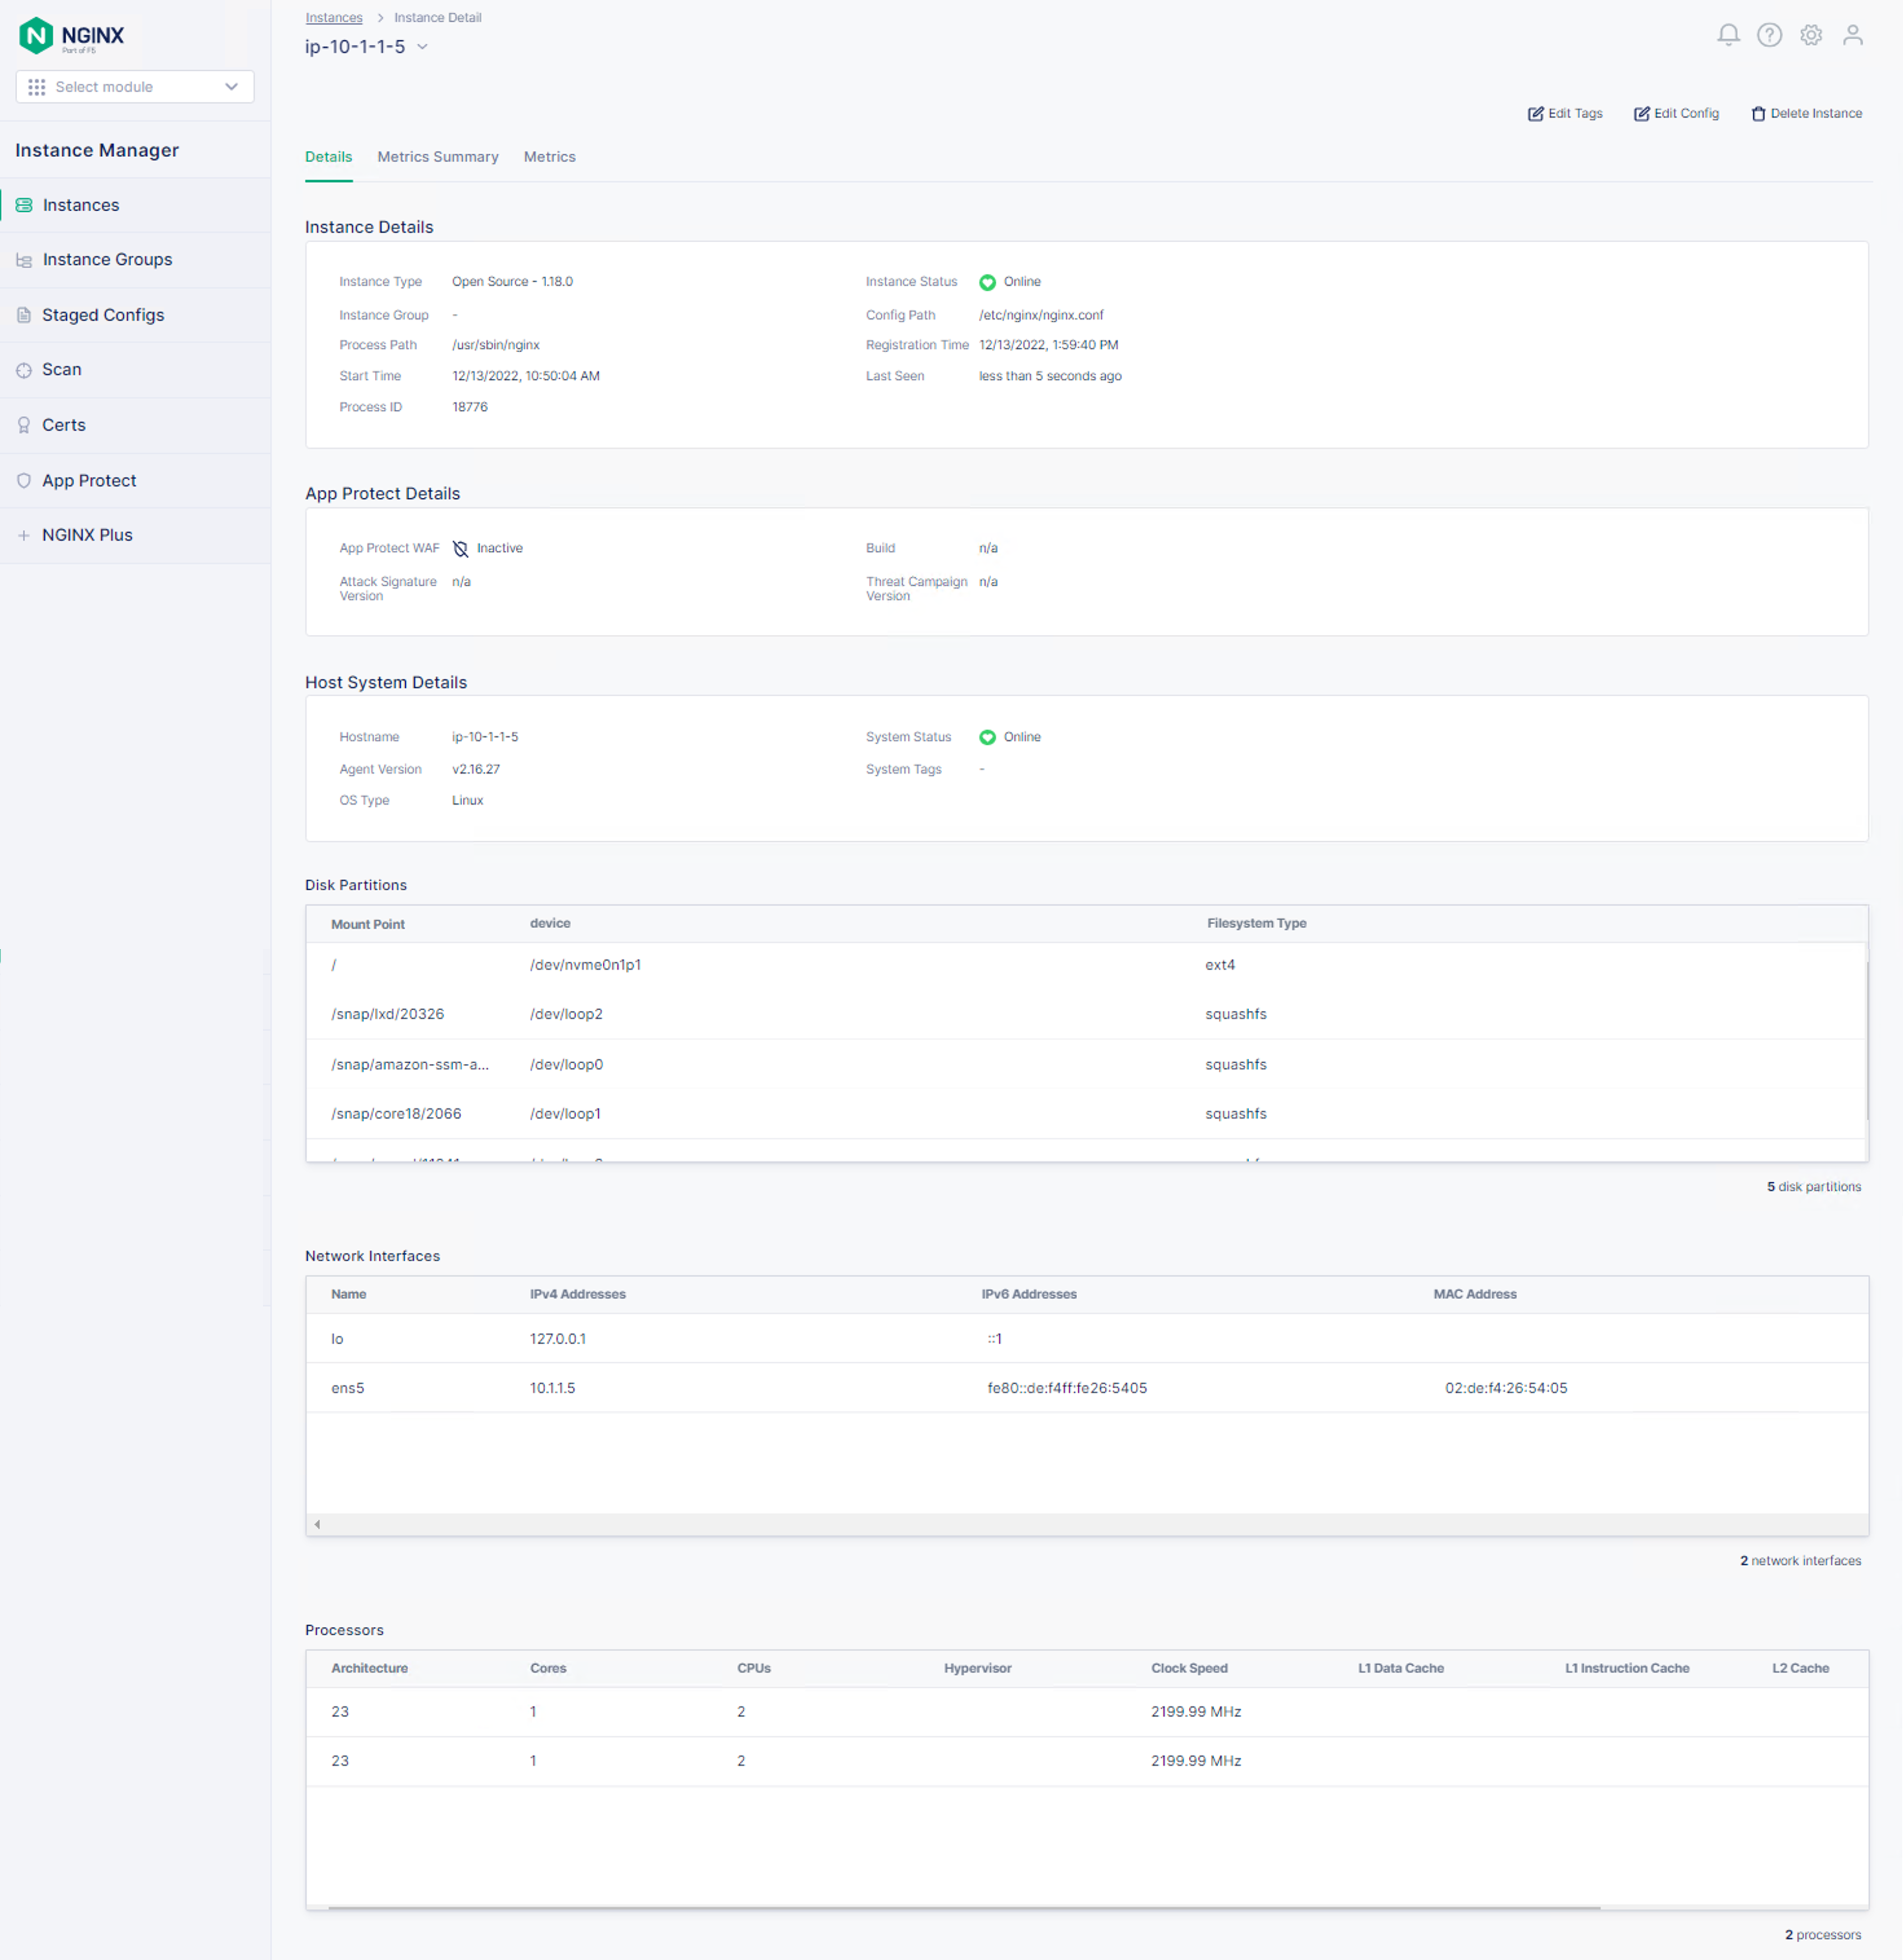 NGINX
Part of F5
Select module
Instance Manager
Instances
Instance Groups
Staged Configs
Scan
Certs
App Protect
NGINX Plus
Instances > Instance Detail
ip-10-1-1-5
Edit Tags Edit Config Delete Instance
Details Metrics Summary Metrics
Instance Details
Instance Type Open Source - 1.18.0 Instance Status Online
Instance Group - Config Path /etc/nginx/nginx.conf
Process Path /usr/sbin/nginx Registration Time 12/13/2022, 1:59:40 PM
Start Time 12/13/2022, 10:50:04 AM Last Seen less than 5 seconds ago
Process ID 18776
App Protect Details
App Protect WAF Inactive Build n/a
Attack Signature Version n/a Threat Campaign Version n/a
Host System Details
Hostname ip-10-1-1-5 System Status Online
Agent Version v2.16.27 System Tags -
OS Type Linux
Disk Partitions
Mount Point device Filesystem Type
/ /dev/nvme0n1p1 ext4
/snap/lxd/20326 /dev/loop2 squashfs
/snap/amazon-ssm-a... /dev/loop0 squashfs
/snap/core18/2066 /dev/loop1 squashfs
5 disk partitions
Network Interfaces
Name IPv4 Addresses IPv6 Addresses MAC Address
lo 127.0.0.1 ::1
ens5 10.1.1.5 fe80::de:f4ff:fe26:5405 02:de:f4:26:54:05
2 network interfaces
Processors
Architecture Cores CPUs Hypervisor Clock Speed L1 Data Cache L1 Instruction Cache L2 Cache
23 1 2 2199.99 MHz
23 1 2 2199.99 MHz
2 processors